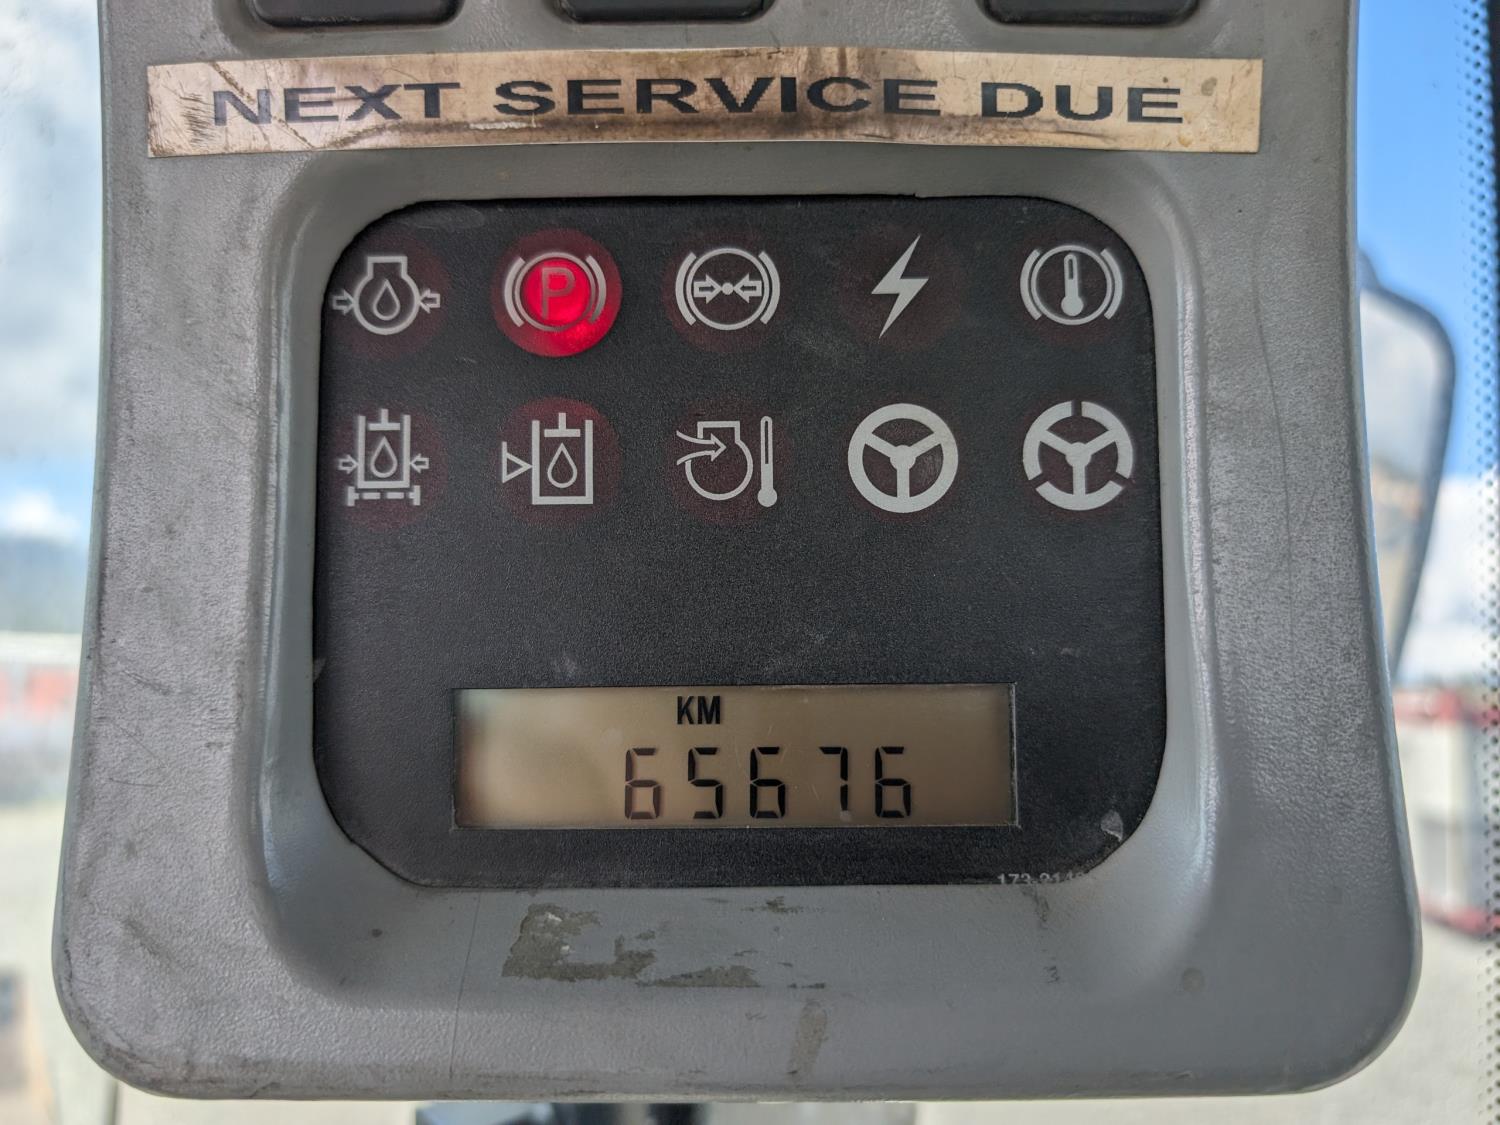 NEXT SERVICE DUE
P
KM
65676